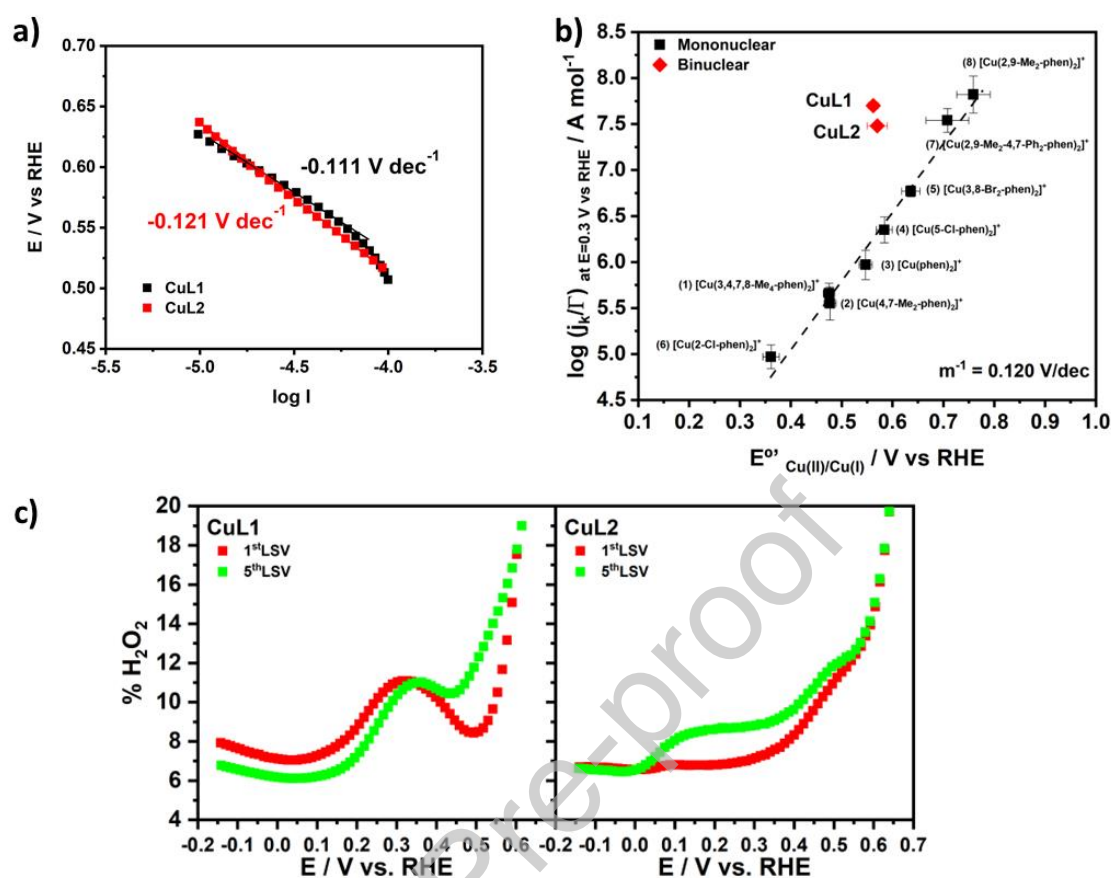 a)
0.70
0.65
0.60
0.55
0.50
0.45
E / V vs RHE
-0.111 V dec⁻¹
-0.121 V dec⁻¹
CuL1
CuL2
-5.5 -5.0 -4.5 -4.0 -3.5
log I
b)
8.5
8.0
7.5
7.0
6.5
6.0
5.5
5.0
4.5
log (jₖ/Γ) at E=0.3 V vs RHE / A mol⁻¹
Mononuclear
Binuclear
CuL1
CuL2
(8) [Cu(2,9-Me₂-phen)₂]⁺
(7) [Cu(2,9-Me₂-4,7-Ph₂-phen)₂]⁺
(5) [Cu(3,8-Br₂-phen)₂]⁺
(4) [Cu(5-Cl-phen)₂]⁺
(3) [Cu(phen)₂]⁺
(1) [Cu(3,4,7,8-Me₄-phen)₂]⁺
(2) [Cu(4,7-Me₂-phen)₂]⁺
(6) [Cu(2-Cl-phen)₂]⁺
m⁻¹ = 0.120 V/dec
0.1 0.2 0.3 0.4 0.5 0.6 0.7 0.8 0.9 1.0
Eº’ Cu(II)/Cu(I) / V vs RHE
c)
20
18
16
14
12
10
8
6
4
% H₂O₂
CuL1
1ˢᵗLSV
5ᵗʰLSV
-0.2 -0.1 0.0 0.1 0.2 0.3 0.4 0.5 0.6
E / V vs. RHE
CuL2
1ˢᵗLSV
5ᵗʰLSV
-0.2 -0.1 0.0 0.1 0.2 0.3 0.4 0.5 0.6 0.7
E / V vs. RHE
Pre-proof